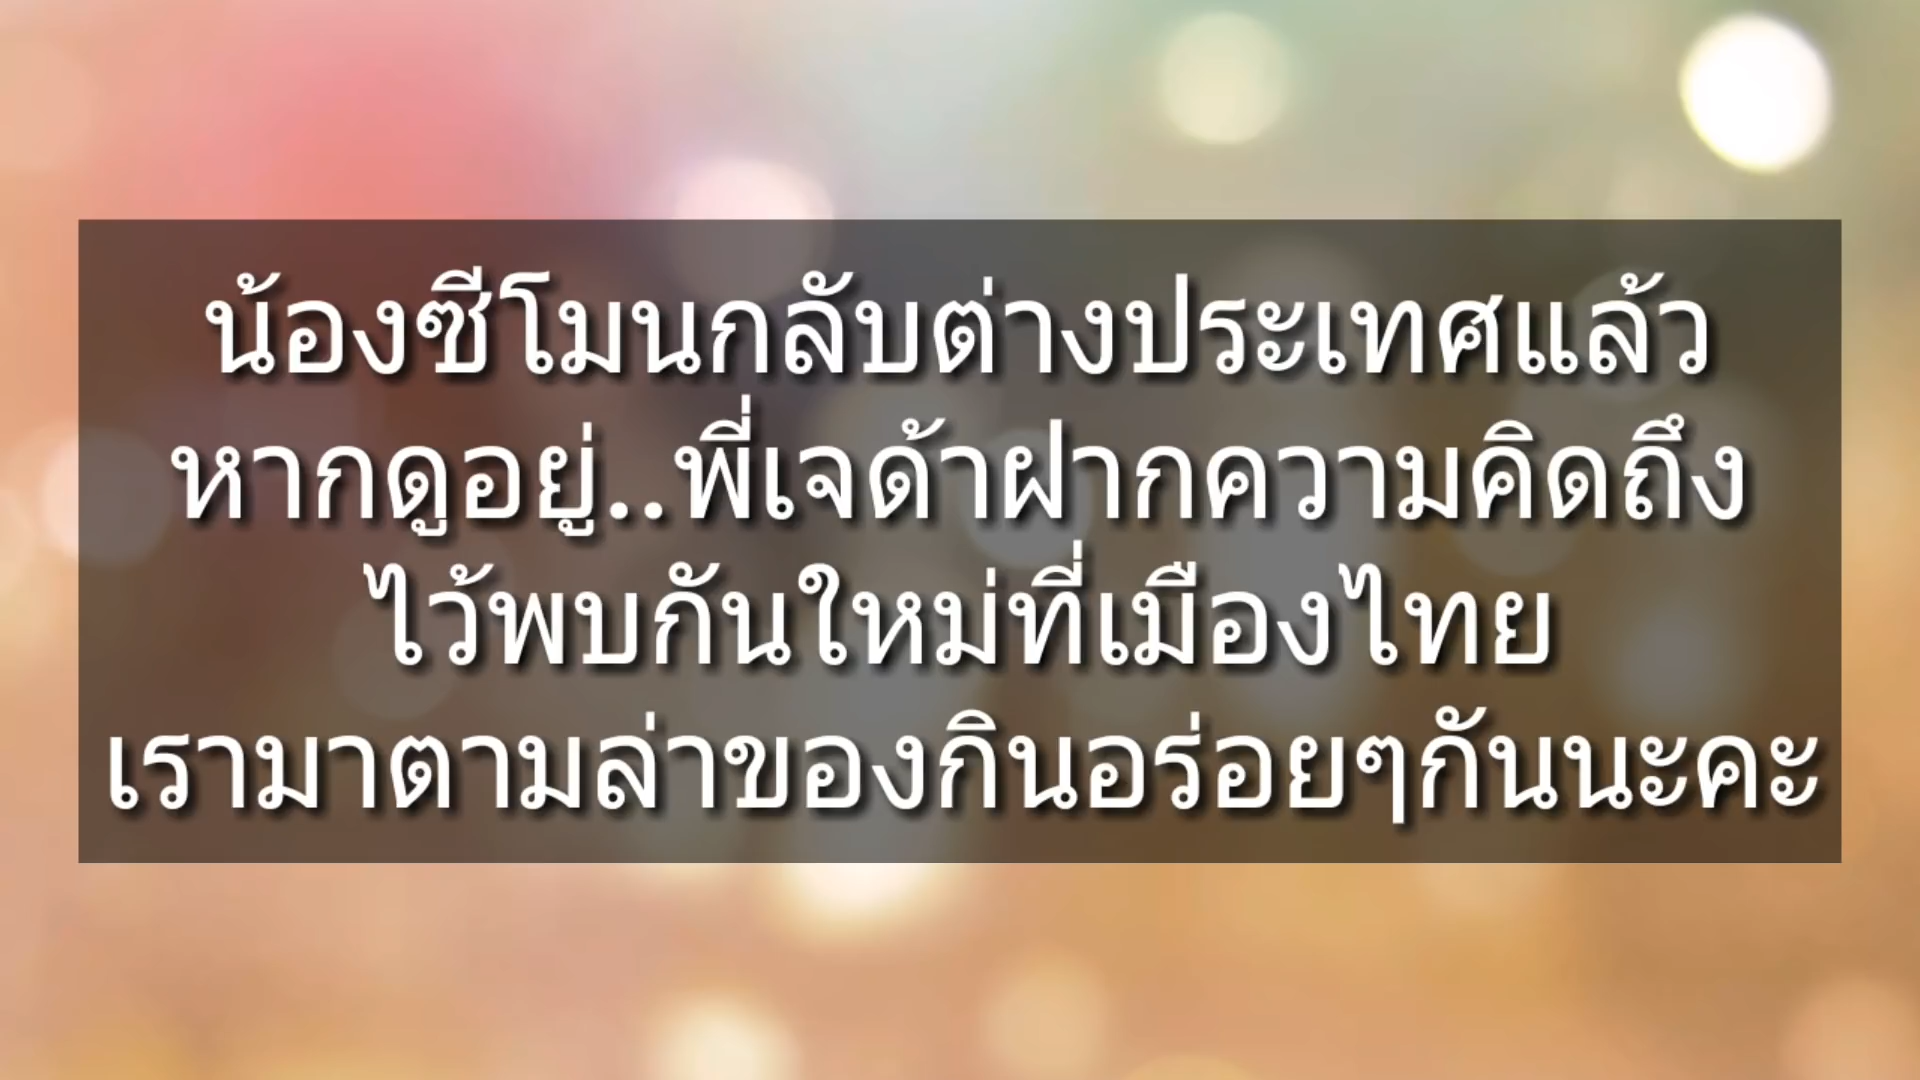 น้องซีโมนกลับต่างประเทศแล้ว
หากดูอยู่..พี่เจด้าฝากความคิดถึง
ไว้พบกันใหม่ที่เมืองไทย
เรามาตามล่าของกินอร่อยๆกันนะคะ